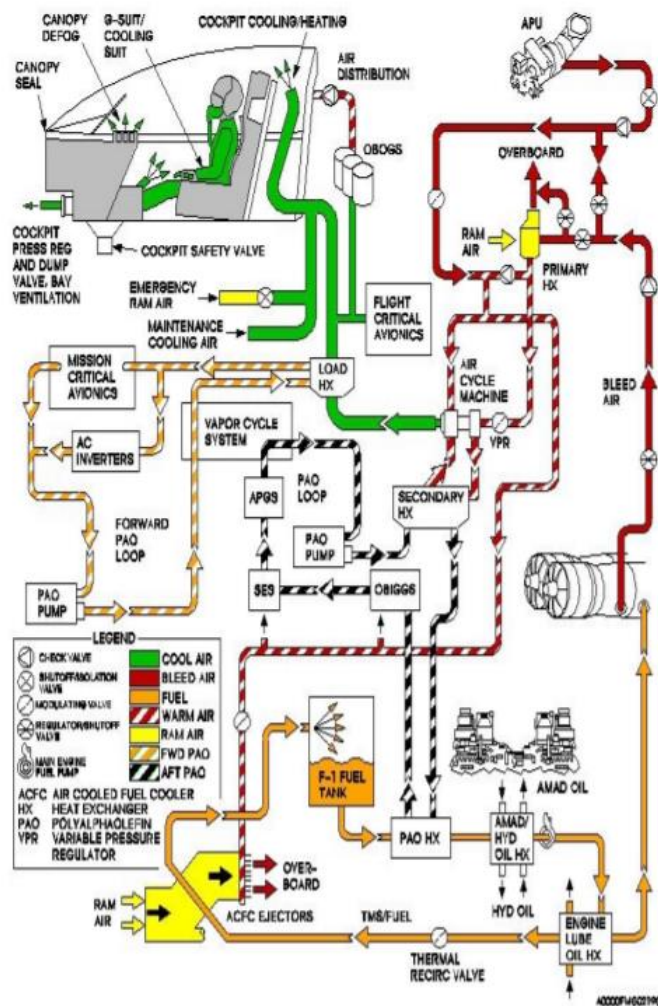 CANOPY
DEFOG
G-SUIT/
COOLING
SUIT
COCKPIT COOLING/HEATING
CANOPY
SEAL
AIR
DISTRIBUTION
APU
OBOGS
OVERBOARD
RAM
AIR
PRIMARY
HX
COCKPIT
PRESS REG
AND DUMP
VALVE, BAY
VENTILATION
COCKPIT SAFETY VALVE
EMERGENCY
RAM AIR
MAINTENANCE
COOLING AIR
FLIGHT
CRITICAL
AVIONICS
MISSION
CRITICAL
AVIONICS
LOAD
HX
AIR
CYCLE
MACHINE
VPR
BLEED
AIR
AC
INVERTERS
VAPOR CYCLE
SYSTEM
APGS
PAO
LOOP
SECONDARY
HX
FORWARD
PAO
LOOP
PAO
PUMP
PAO
PUMP
SES
OBIGGS
LEGEND
CHECK VALVE
SHUTOFF/ISOLATION
VALVE
MODULATING VALVE
REGULATOR/SHUTOFF
VALVE
MAIN ENGINE
FUEL PUMP
COOL AIR
BLEED AIR
FUEL
WARM AIR
RAM AIR
FWD PAO
AFT PAO
ACFC AIR COOLED FUEL COOLER
HX HEAT EXCHANGER
PAO POLYALPHAOLEFIN
VPR VARIABLE PRESSURE
REGULATOR
F-1 FUEL
TANK
AMAD OIL
PAO HX
AMAD/
HYD
OIL HX
HYD OIL
RAM
AIR
OVER-
BOARD
ACFC EJECTORS
TMS/FUEL
THERMAL
RECIRC VALVE
ENGINE
LUBE
OIL HX